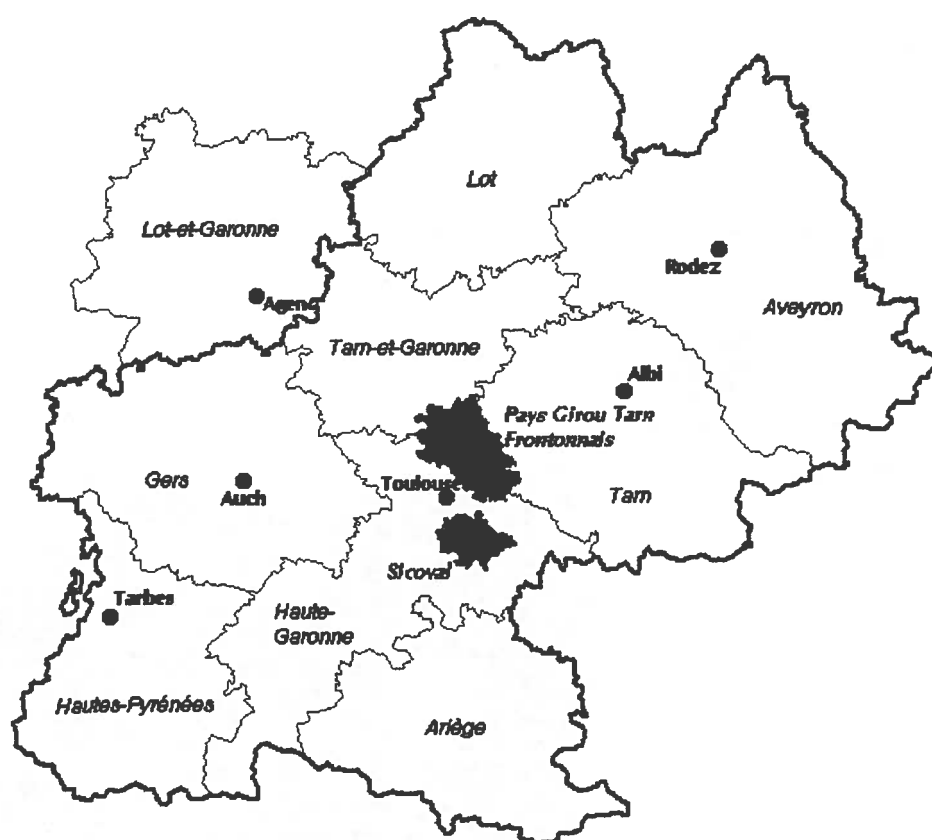 Lot
Lot-et-Garonne
Rodez
Agen
Aveyron
Tarn-et-Garonne
Albi
Pays Girou Tarn
Frontonnais
Gers
Auch
Toulouse
Tarn
Sicoval
Tarbes
Haute-
Garonne
Hautes-Pyrénées
Ariège